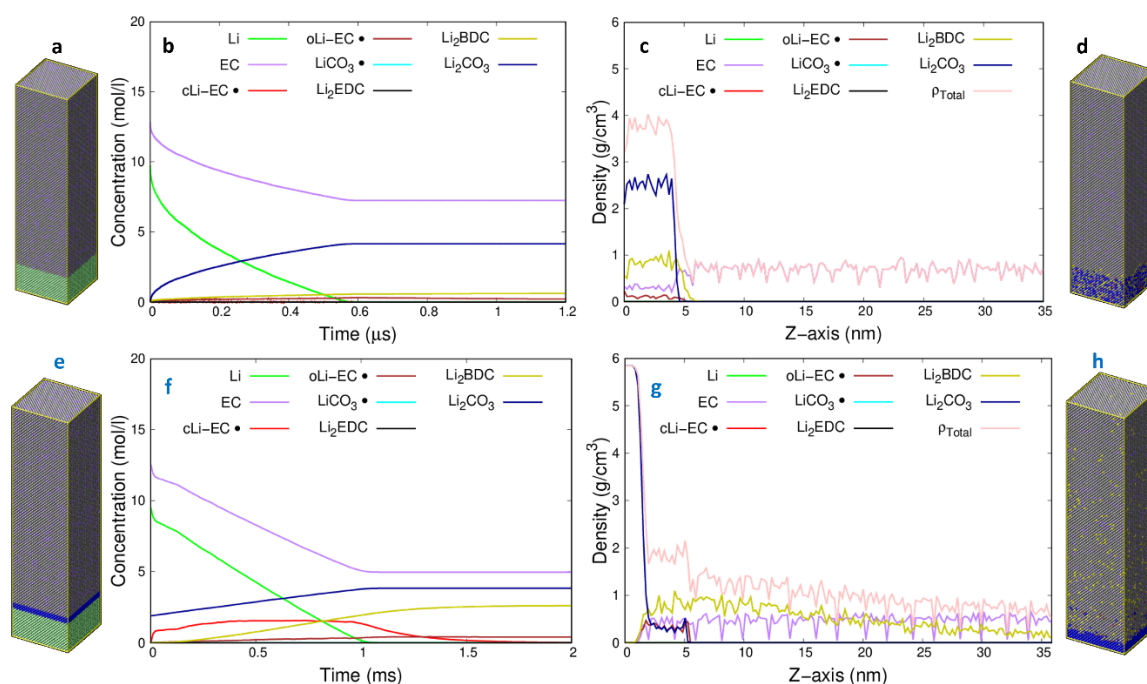 a
b
Concentration (mol/l)
20
15
10
5
0
Li
EC
cLi−EC •
oLi−EC •
LiCO₃ •
Li₂EDC
Li₂BDC
Li₂CO₃
0 0.2 0.4 0.6 0.8 1 1.2
Time (μs)
c
Density (g/cm³)
6
5
4
3
2
1
0
Li
EC
cLi−EC •
oLi−EC •
LiCO₃ •
Li₂EDC
Li₂BDC
Li₂CO₃
ρTotal
0 5 10 15 20 25 30 35
Z−axis (nm)
d
e
f
Concentration (mol/l)
20
15
10
5
0
Li
EC
cLi−EC •
oLi−EC •
LiCO₃ •
Li₂EDC
Li₂BDC
Li₂CO₃
0 0.5 1 1.5 2
Time (ms)
g
Density (g/cm³)
6
5
4
3
2
1
0
Li
EC
cLi−EC •
oLi−EC •
LiCO₃ •
Li₂EDC
Li₂BDC
Li₂CO₃
ρTotal
0 5 10 15 20 25 30 35
Z−axis (nm)
h